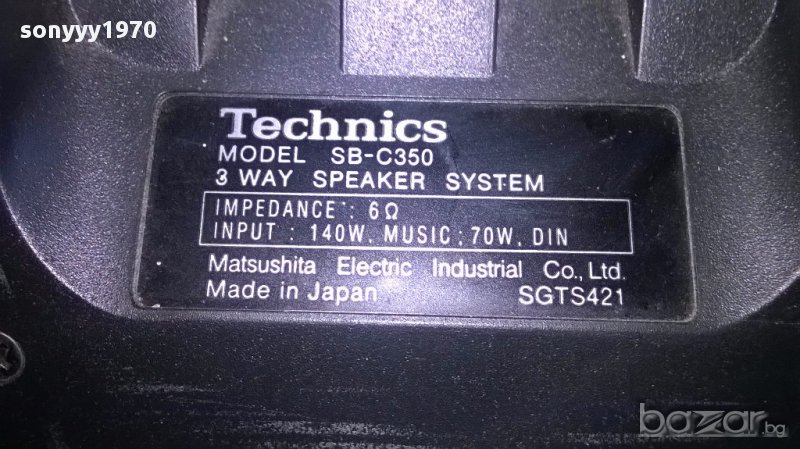 sonyyy1970
Technics
MODEL SB-C350
3 WAY SPEAKER SYSTEM
IMPEDANCE : 6Ω
INPUT : 140W. MUSIC : 70W. DIN
Matsushita Electric Industrial Co., Ltd.
Made in Japan SGTS421
bazar.bg